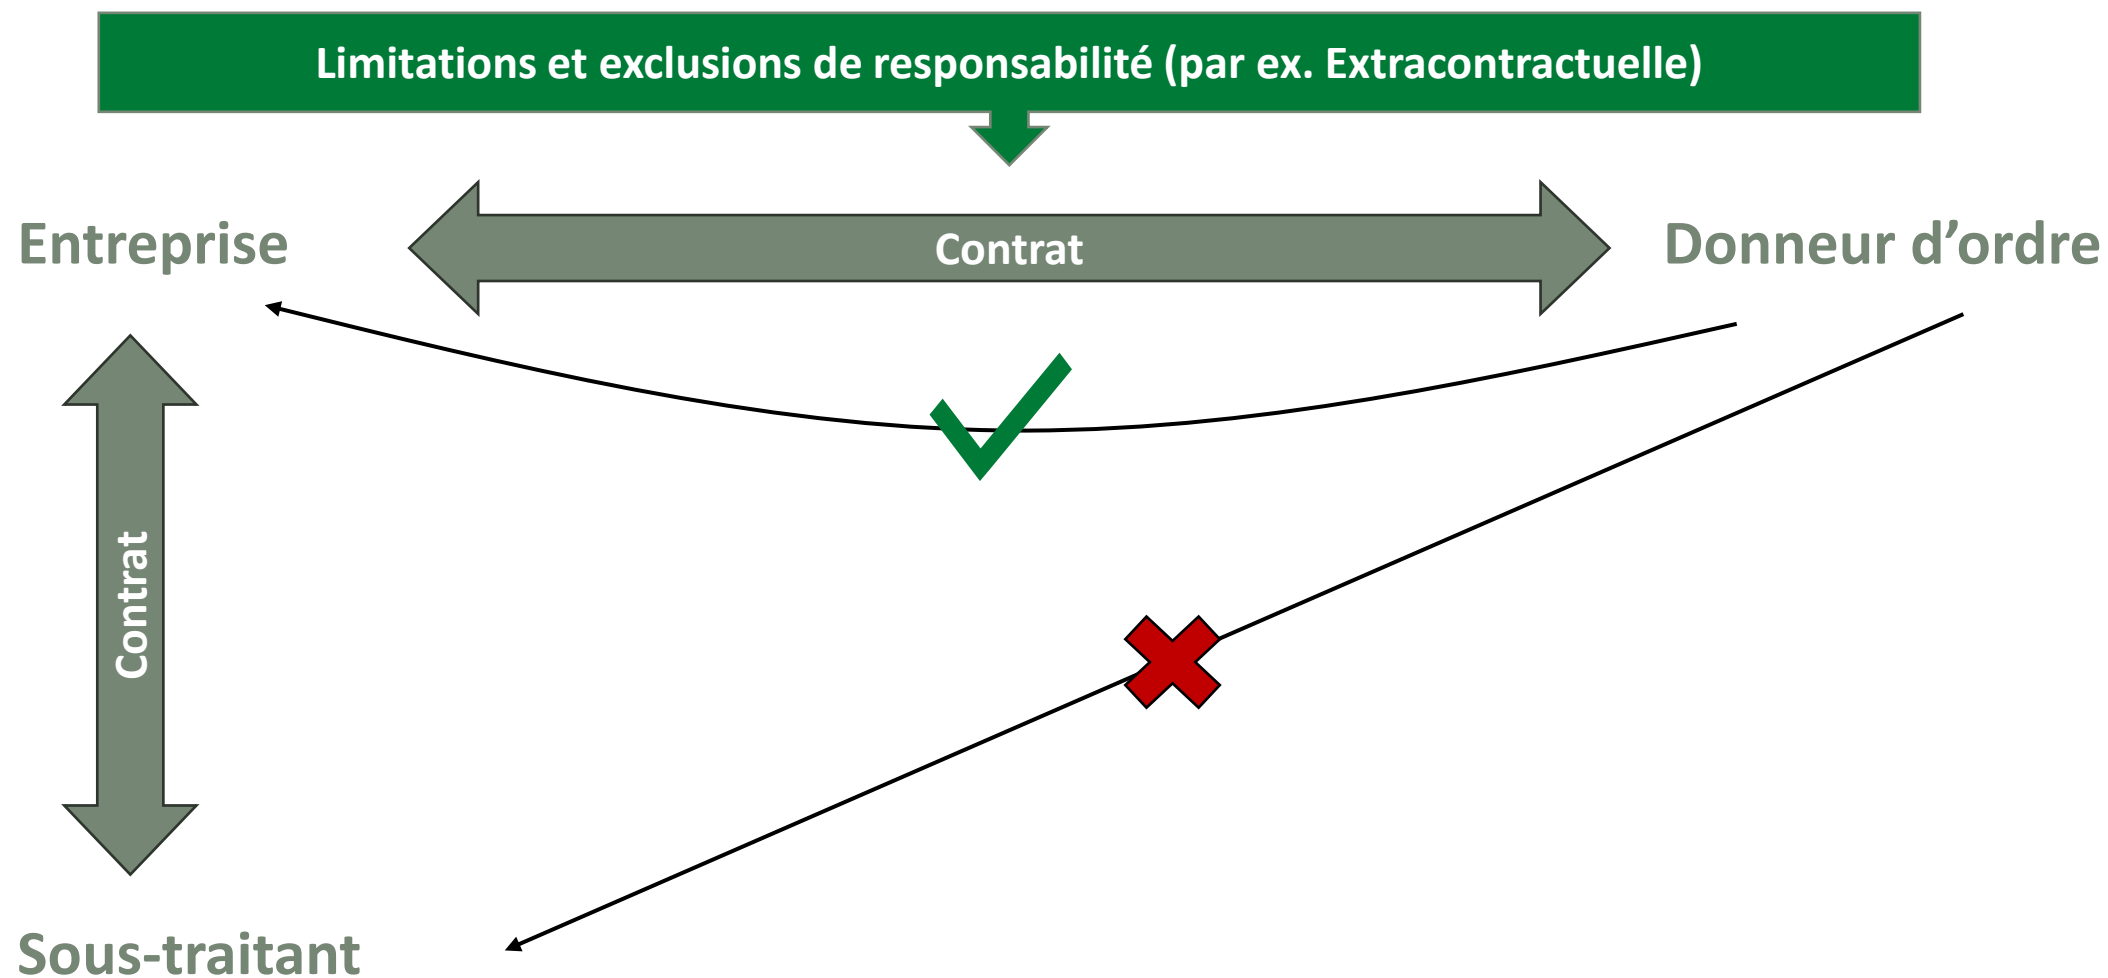 Limitations et exclusions de responsabilité (par ex. Extracontractuelle)
Entreprise
Contrat
Donneur d’ordre
Contrat
Sous-traitant